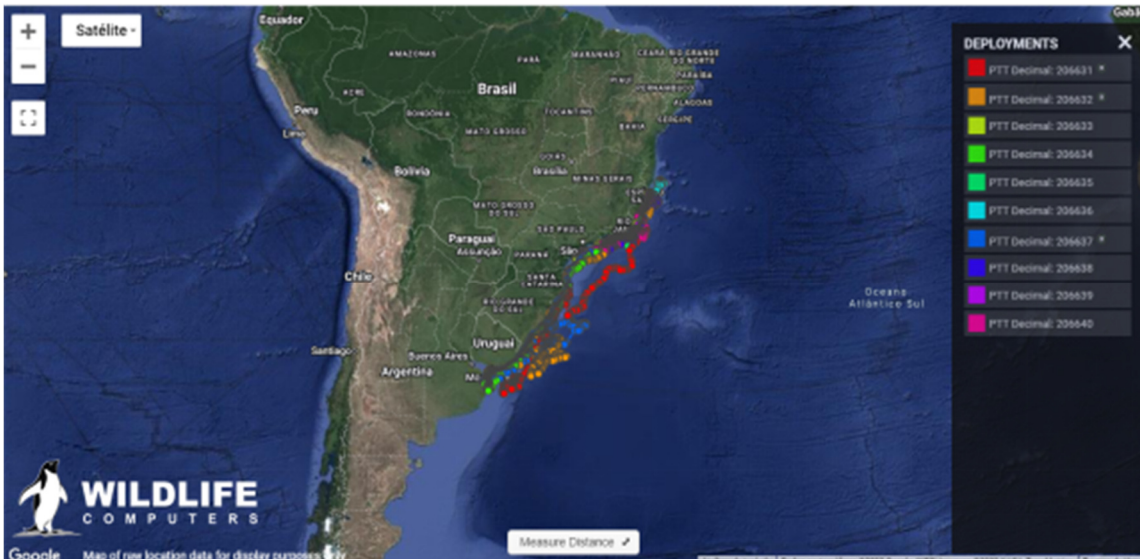 Equador
Satélite
DEPLOYMENTS
AMAZONAS
PARÁ
MARANHÃO
CEARÁ
RIO GRANDE
DO NORTE
PARAÍBA
PIAUÍ
PERNAMBUCO
ALAGOAS
SERGIPE
ACRE
Brasil
Peru
RONDÔNIA
TOCANTINS
MATO GROSSO
BAHIA
Lima
Bolívia
GOIÁS
Brasília
MINAS GERAIS
MATO GROSSO
DO SUL
SÃO PAULO
Paraguai
Assunção
PARANÁ
São
SANTA
CATARINA
Chile
RIO GRANDE
DO SUL
Uruguai
Santiago
Buenos Aires
Argentina
Oceano
Atlântico Sul
PTT Decimal: 206631 *
PTT Decimal: 206632 *
PTT Decimal: 206633
PTT Decimal: 206634
PTT Decimal: 206635
PTT Decimal: 206636
PTT Decimal: 206637 *
PTT Decimal: 206638
PTT Decimal: 206639
PTT Decimal: 206640
WILDLIFE
COMPUTERS
Measure Distance
Google
Map of raw location data for display purposes only